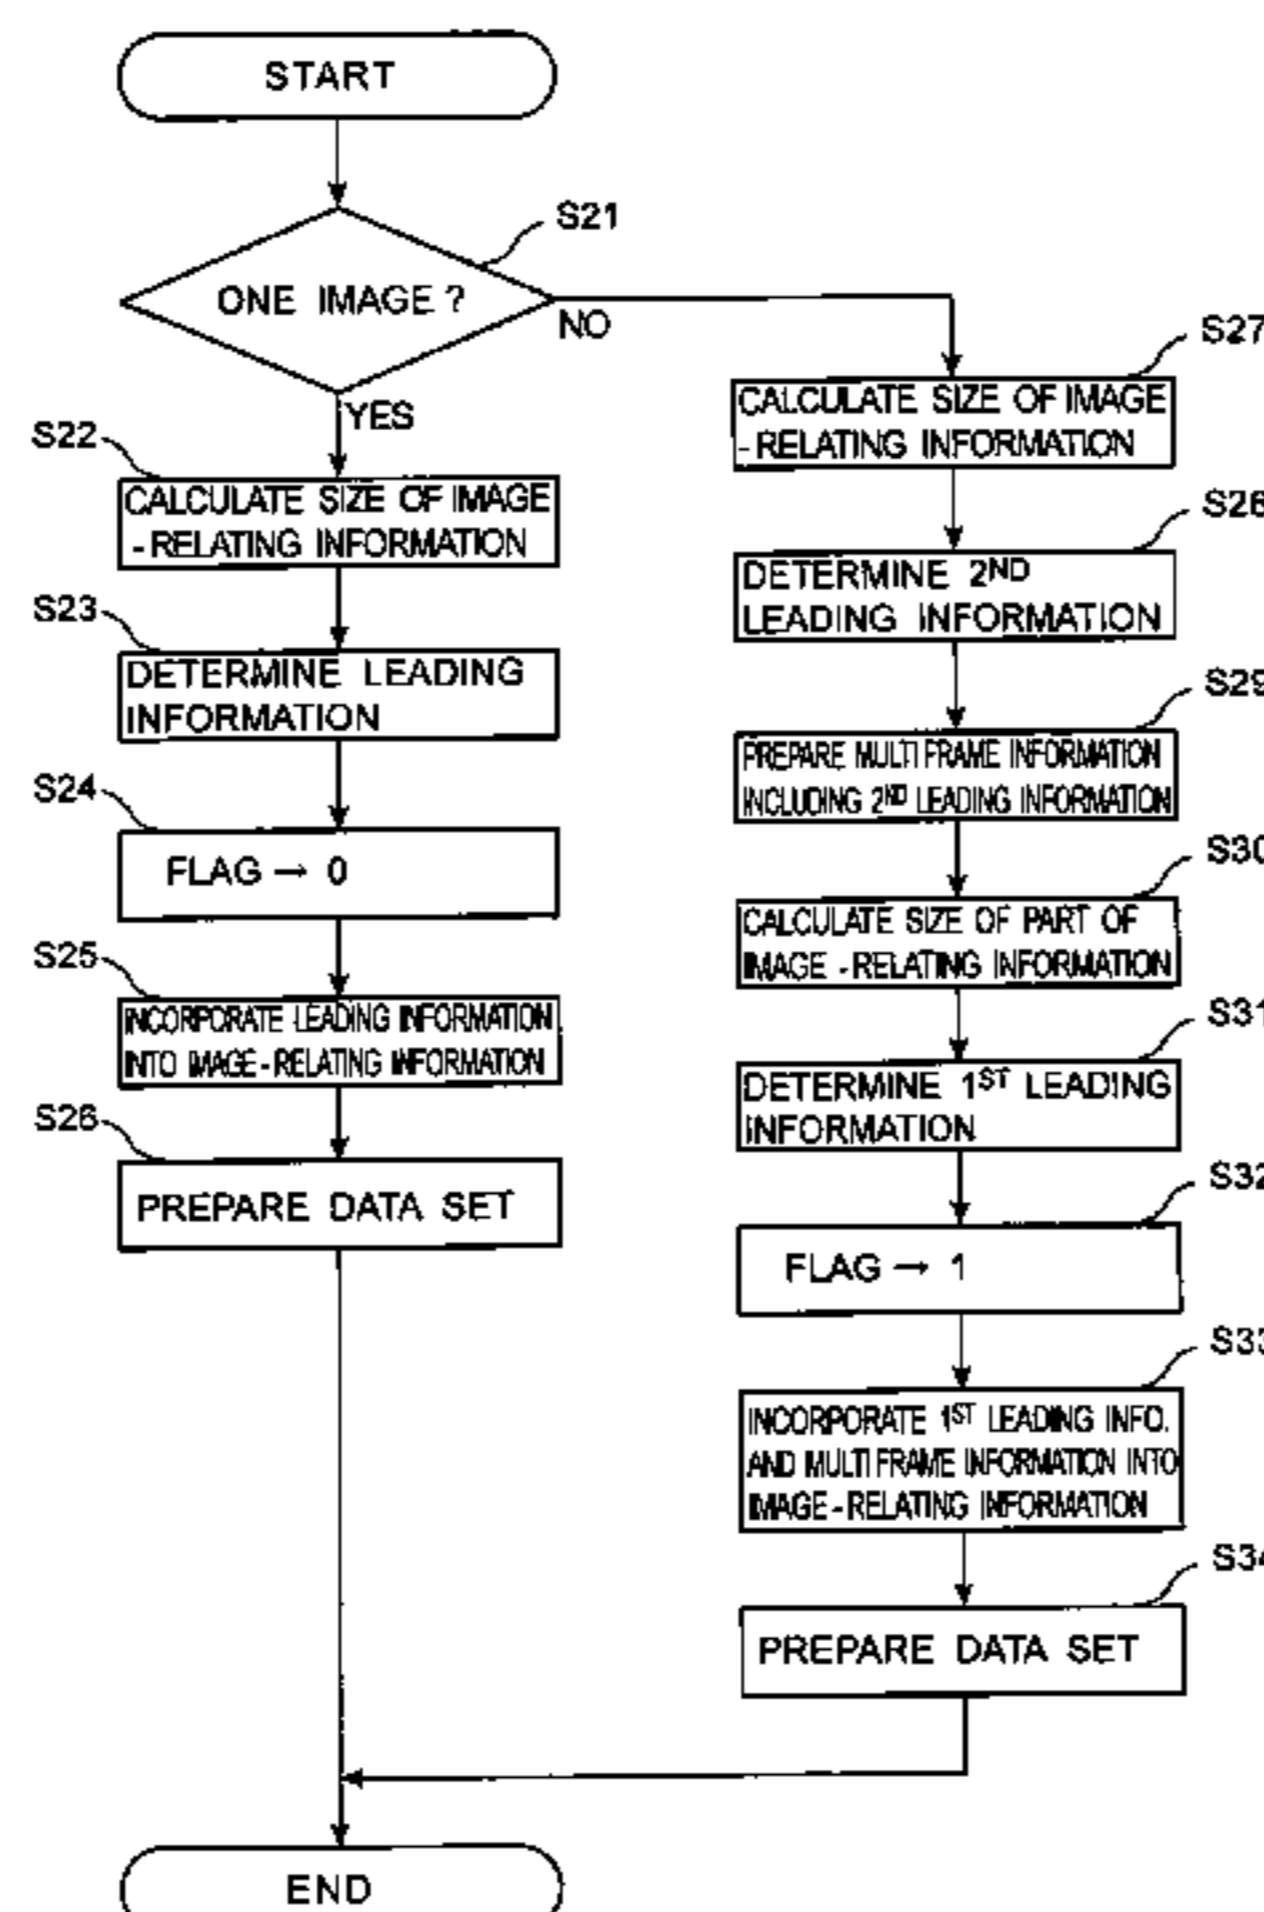 START
S21
ONE IMAGE?
NO
YES
S22
CALCULATE SIZE OF IMAGE
-RELATING INFORMATION
S23
DETERMINE LEADING
INFORMATION
S24
FLAG → 0
S25
INCORPORATE LEADING INFORMATION
INTO IMAGE-RELATING INFORMATION
S26
PREPARE DATA SET
S27
CALCULATE SIZE OF IMAGE
-RELATING INFORMATION
S28
DETERMINE 2ND
LEADING INFORMATION
S29
PREPARE MULTIFRAME INFORMATION
INCLUDING 2ND LEADING INFORMATION
S30
CALCULATE SIZE OF PART OF
IMAGE-RELATING INFORMATION
S31
DETERMINE 1ST LEADING
INFORMATION
S32
FLAG → 1
S33
INCORPORATE 1ST LEADING INFO.
AND MULTIFRAME INFORMATION INTO
IMAGE-RELATING INFORMATION
S34
PREPARE DATA SET
END